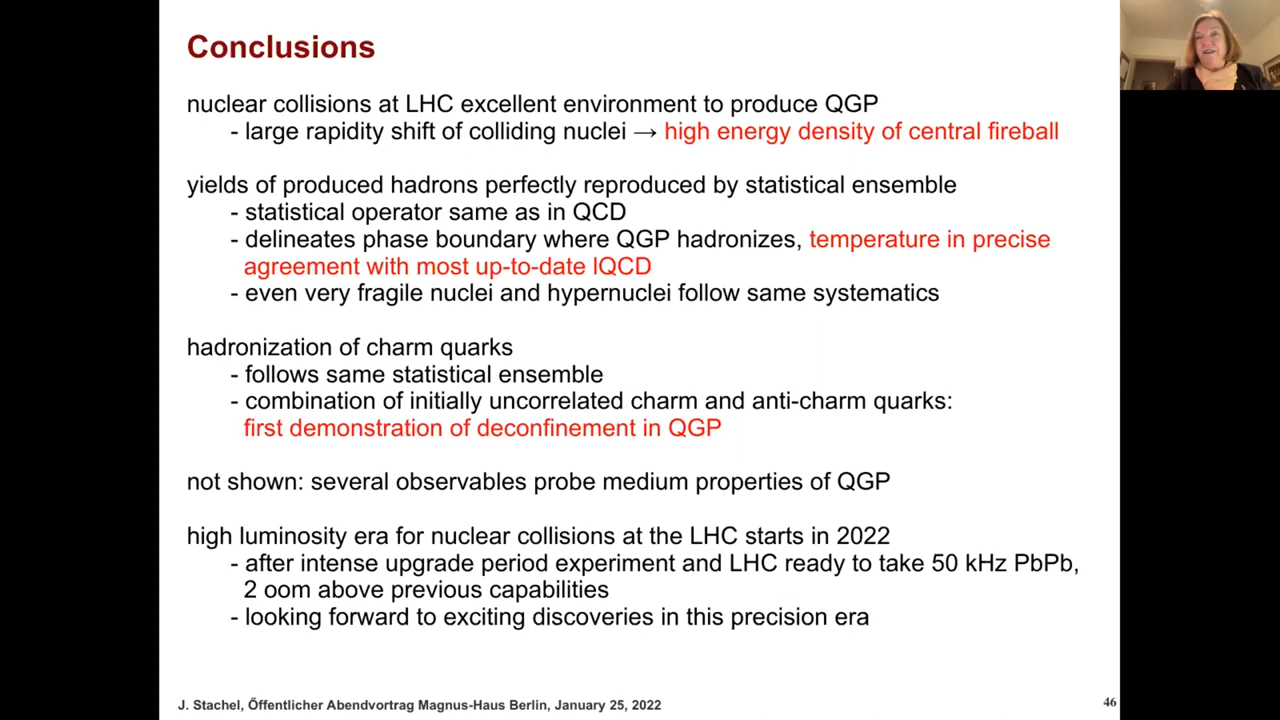 Conclusions
nuclear collisions at LHC excellent environment to produce QGP
- large rapidity shift of colliding nuclei → high energy density of central fireball
yields of produced hadrons perfectly reproduced by statistical ensemble
- statistical operator same as in QCD
- delineates phase boundary where QGP hadronizes, temperature in precise
agreement with most up-to-date lQCD
- even very fragile nuclei and hypernuclei follow same systematics
hadronization of charm quarks
- follows same statistical ensemble
- combination of initially uncorrelated charm and anti-charm quarks:
first demonstration of deconfinement in QGP
not shown: several observables probe medium properties of QGP
high luminosity era for nuclear collisions at the LHC starts in 2022
- after intense upgrade period experiment and LHC ready to take 50 kHz PbPb,
2 oom above previous capabilities
- looking forward to exciting discoveries in this precision era
J. Stachel, Öffentlicher Abendvortrag Magnus-Haus Berlin, January 25, 2022
46